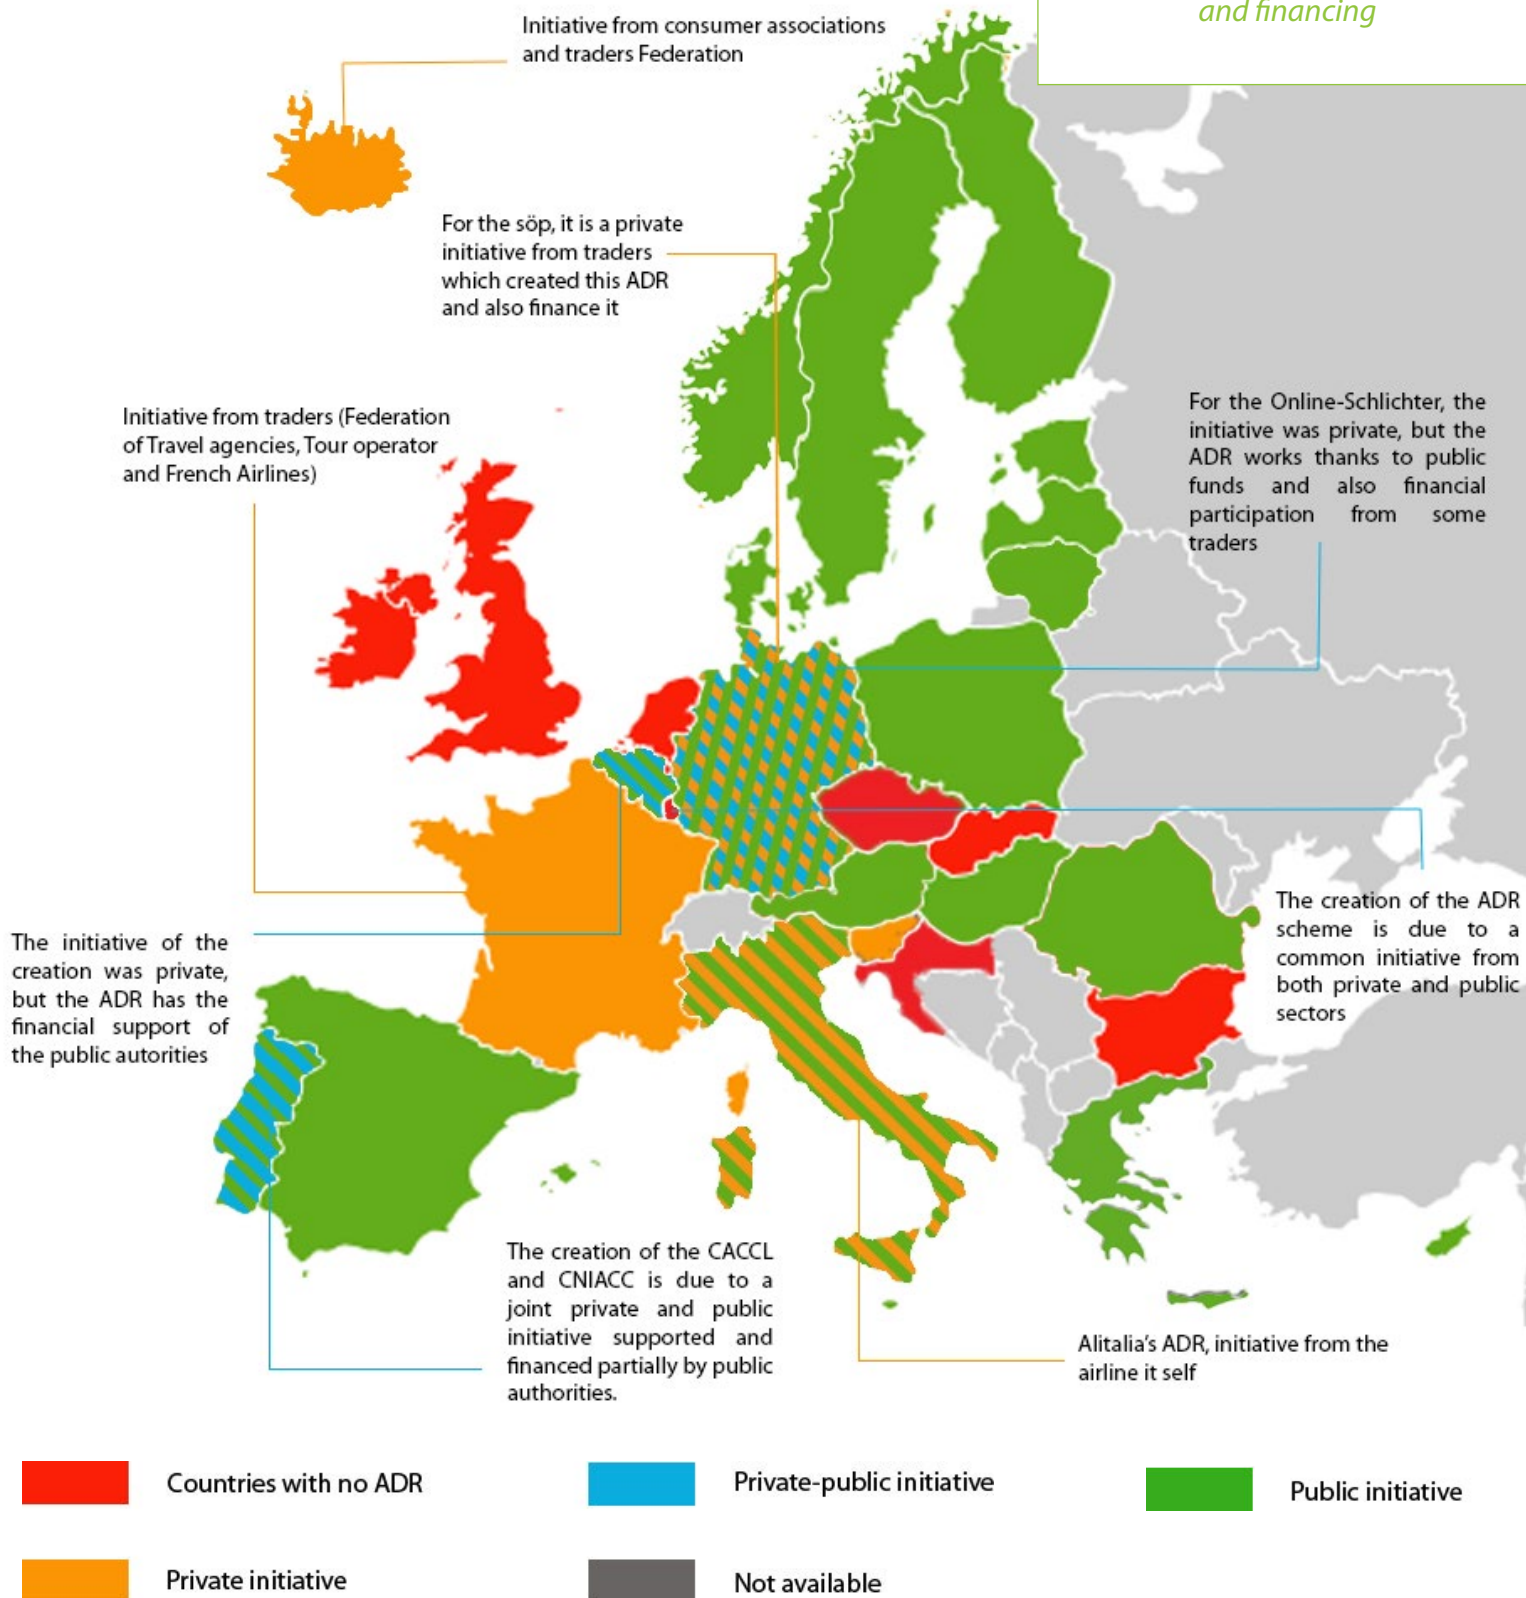 and financing
Initiative from consumer associations
and traders Federation
For the söp, it is a private
initiative from traders
which created this ADR
and also finance it
Initiative from traders (Federation
of Travel agencies, Tour operator
and French Airlines)
For the Online-Schlichter, the
initiative was private, but the
ADR works thanks to public
funds and also financial
participation from some
traders
The creation of the ADR
scheme is due to a
common initiative from
both private and public
sectors
The initiative of the
creation was private,
but the ADR has the
financial support of
the public autorities
The creation of the CACCL
and CNIACC is due to a
joint private and public
initiative supported and
financed partially by public
authorities.
Alitalia's ADR, initiative from the
airline it self
Countries with no ADR
Private-public initiative
Public initiative
Private initiative
Not available